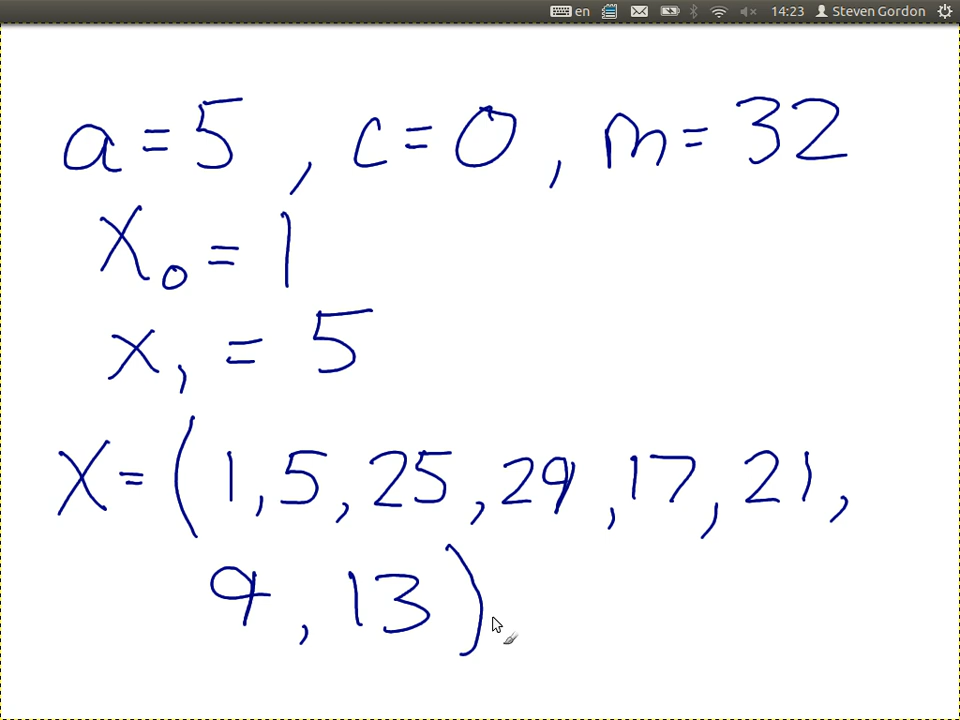 en 14:23 Steven Gordon
a = 5 , c = 0 , m = 32
X₀ = 1
x₁ = 5
X = ( 1, 5, 25, 29, 17, 21,
9, 13 )